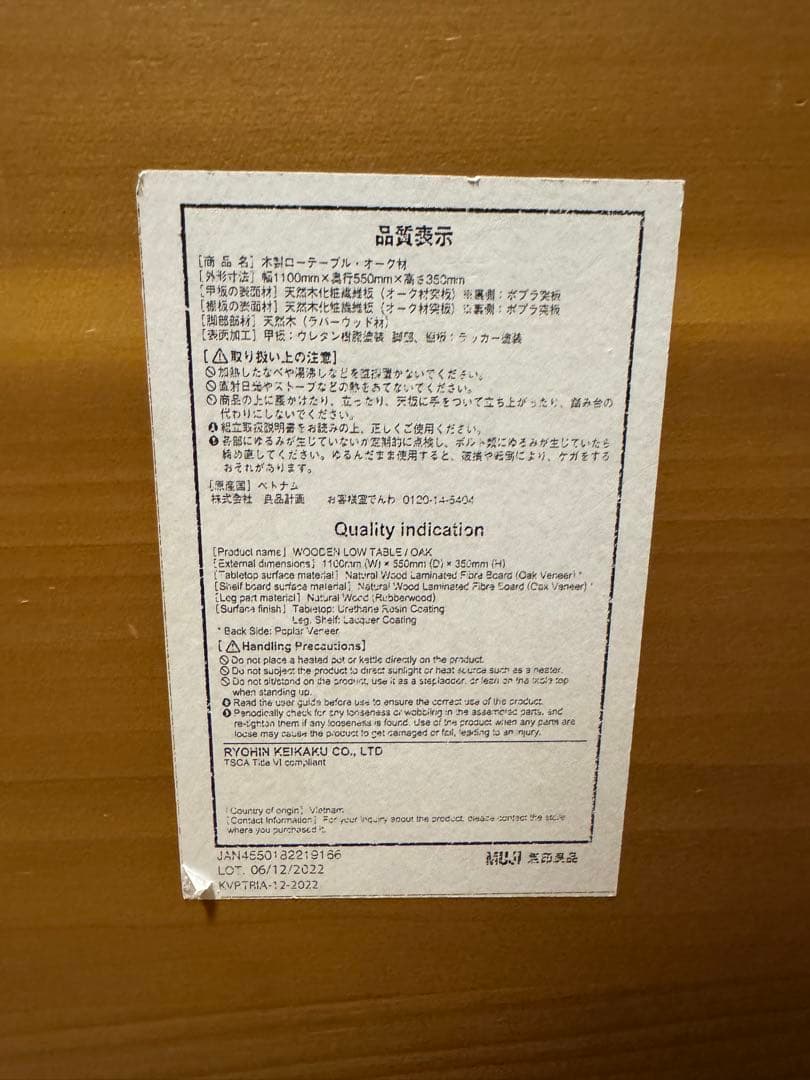 品質表示
[商 品 名] 木製ローテーブル・オーク材
[外形寸法] 幅1100mm×奥行550mm×高さ350mm
[甲板の表面材] 天然木化粧繊維板（オーク材突板）※裏側：ポプラ突板
[棚板の表面材] 天然木化粧繊維板（オーク材突板）※裏側：ポプラ突板
[脚部部材] 天然木（ラバーウッド材）
[表面加工] 甲板：ウレタン樹脂塗装 脚部、棚板：ラッカー塗装
[⚠取り扱い上の注意]
加熱したなべや湯沸しなどを直接置かないでください。
直射日光やストーブなどの熱をあてないでください。
商品の上に腰かけたり、立ったり、天板に手をついて立ち上がったり、踏み台の
代わりにしないでください。
組立取扱説明書をお読みの上、正しくご使用ください。
各部にゆるみが生じていないか定期的に点検し、ボルト類にゆるみが生じていたら
締め直してください。ゆるんだまま使用すると、破損や転倒により、ケガをする
おそれがあります。
[原産国] ベトナム
株式会社 良品計画 お客様室でんわ 0120-14-6404
Quality indication
[Product name] WOODEN LOW TABLE / OAK
[External dimensions] 1100mm (W) × 550mm (D) × 350mm (H)
[Tabletop surface material] Natural Wood Laminated Fibre Board (Oak Veneer) *
[Shelf board surface material] Natural Wood Laminated Fibre Board (Oak Veneer) *
[Leg part material] Natural Wood (Rubberwood)
[Surface finish] Tabletop: Urethane Resin Coating
Leg, Shelf: Lacquer Coating
* Back Side: Poplar Veneer
[⚠Handling Precautions]
Do not place a heated pot or kettle directly on the product.
Do not subject the product to direct sunlight or heat source such as a heater.
Do not sit/stand on the product, use it as a stepladder, or lean on the table top
when standing up.
Read the user guide before use to ensure the correct use of the product.
Periodically check for any looseness or wobbling in the assembled parts, and
re-tighten them if any looseness is found. Use of the product when any parts are
loose may cause the product to get damaged or fall, leading to an injury.
RYOHIN KEIKAKU CO., LTD
TSCA Title VI compliant
[Country of origin] Vietnam
[Contact Information] For your inquiry about the product, please contact the store
where you purchased it.
JAN4550182219166
LOT. 06/12/2022
KVPTRIA-12-2022
MUJI 無印良品